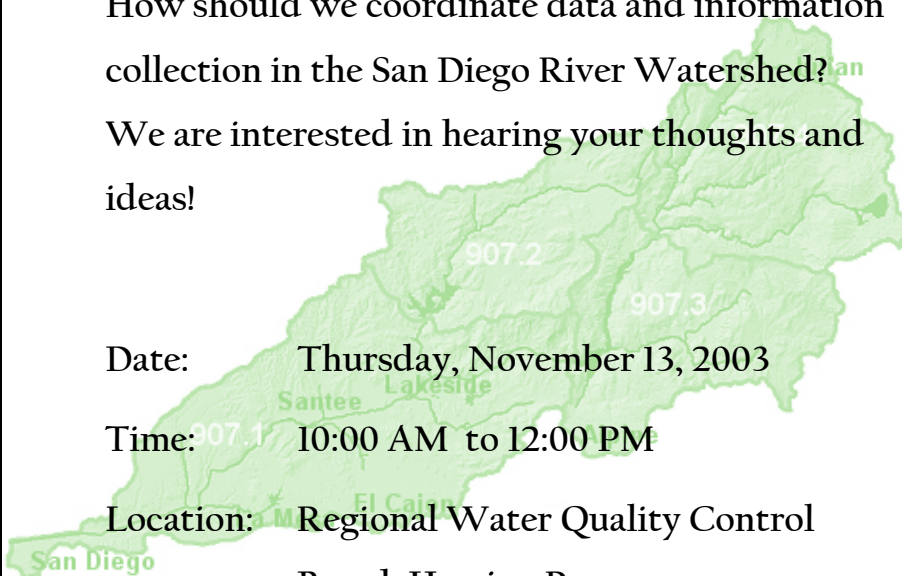 How should we coordinate data and information
collection in the San Diego River Watershed?
We are interested in hearing your thoughts and
ideas!
907.2
907.3
Date: Thursday, November 13, 2003
Lakeside
Santee
Time: 10:00 AM to 12:00 PM
907.1
El Cajon
Location: Regional Water Quality Control
San Diego